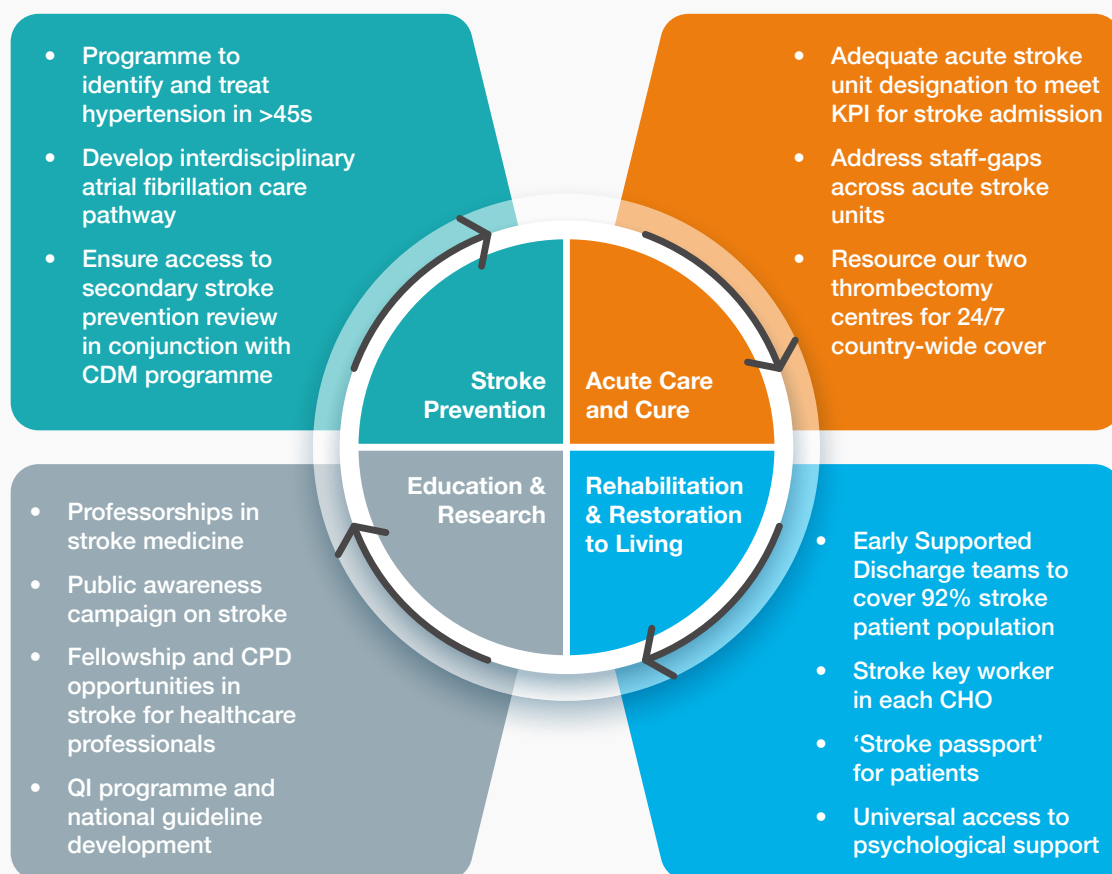 • Programme to
identify and treat
hypertension in >45s
• Develop interdisciplinary
atrial fibrillation care
pathway
• Ensure access to
secondary stroke
prevention review
in conjunction with
CDM programme
• Adequate acute stroke
unit designation to meet
KPI for stroke admission
• Address staff-gaps
across acute stroke
units
• Resource our two
thrombectomy
centres for 24/7
country-wide cover
Stroke
Prevention
Acute Care
and Cure
Education &
Research
Rehabilitation
& Restoration
to Living
• Professorships in
stroke medicine
• Public awareness
campaign on stroke
• Fellowship and CPD
opportunities in
stroke for healthcare
professionals
• QI programme and
national guideline
development
• Early Supported
Discharge teams to
cover 92% stroke
patient population
• Stroke key worker
in each CHO
• ‘Stroke passport’
for patients
• Universal access to
psychological support